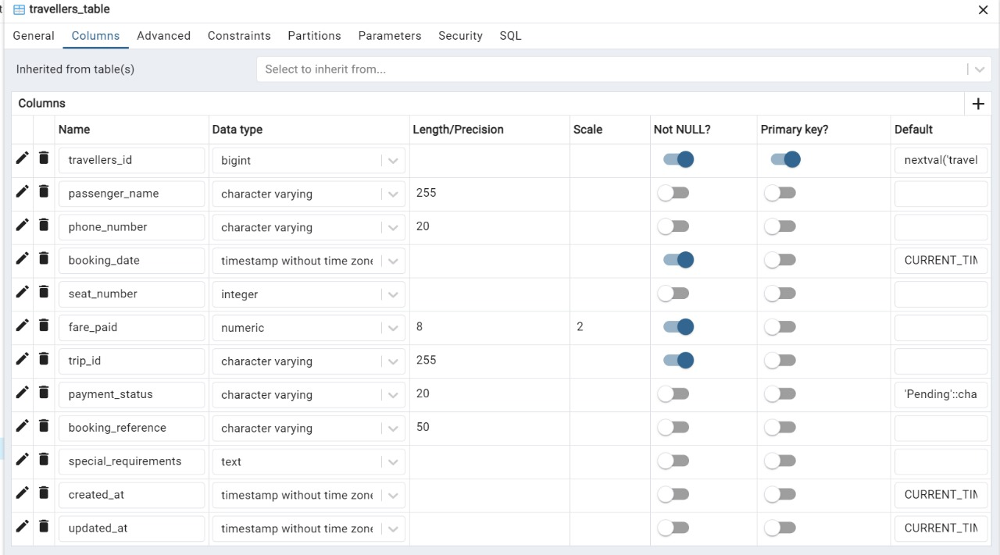 travellers_table
General Columns Advanced Constraints Partitions Parameters Security SQL
Inherited from table(s) Select to inherit from...
Columns
Name Data type Length/Precision Scale Not NULL? Primary key? Default
travellers_id bigint nextval('travel
passenger_name character varying 255
phone_number character varying 20
booking_date timestamp without time zone CURRENT_TIM
seat_number integer
fare_paid numeric 8 2
trip_id character varying 255
payment_status character varying 20 'Pending'::cha
booking_reference character varying 50
special_requirements text
created_at timestamp without time zone CURRENT_TIM
updated_at timestamp without time zone CURRENT_TIM